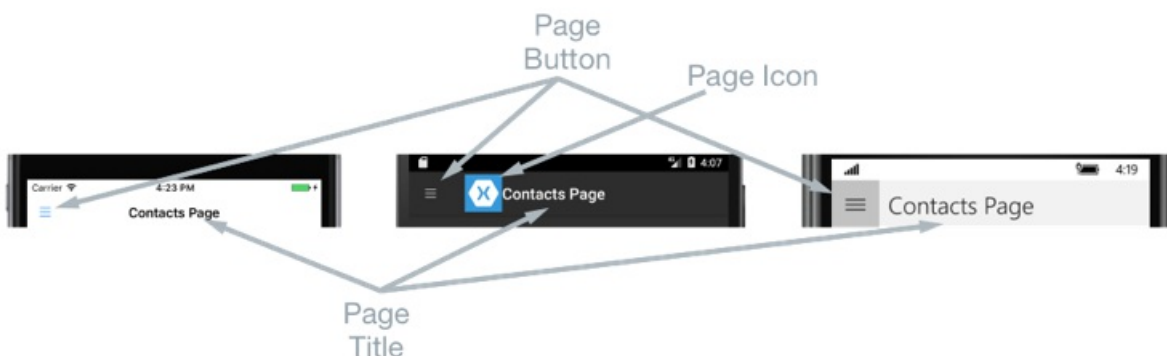 Page
Button
Page Icon
Carrier 4:23 PM
Contacts Page
4:07
Contacts Page
4:19
Contacts Page
Page
Title